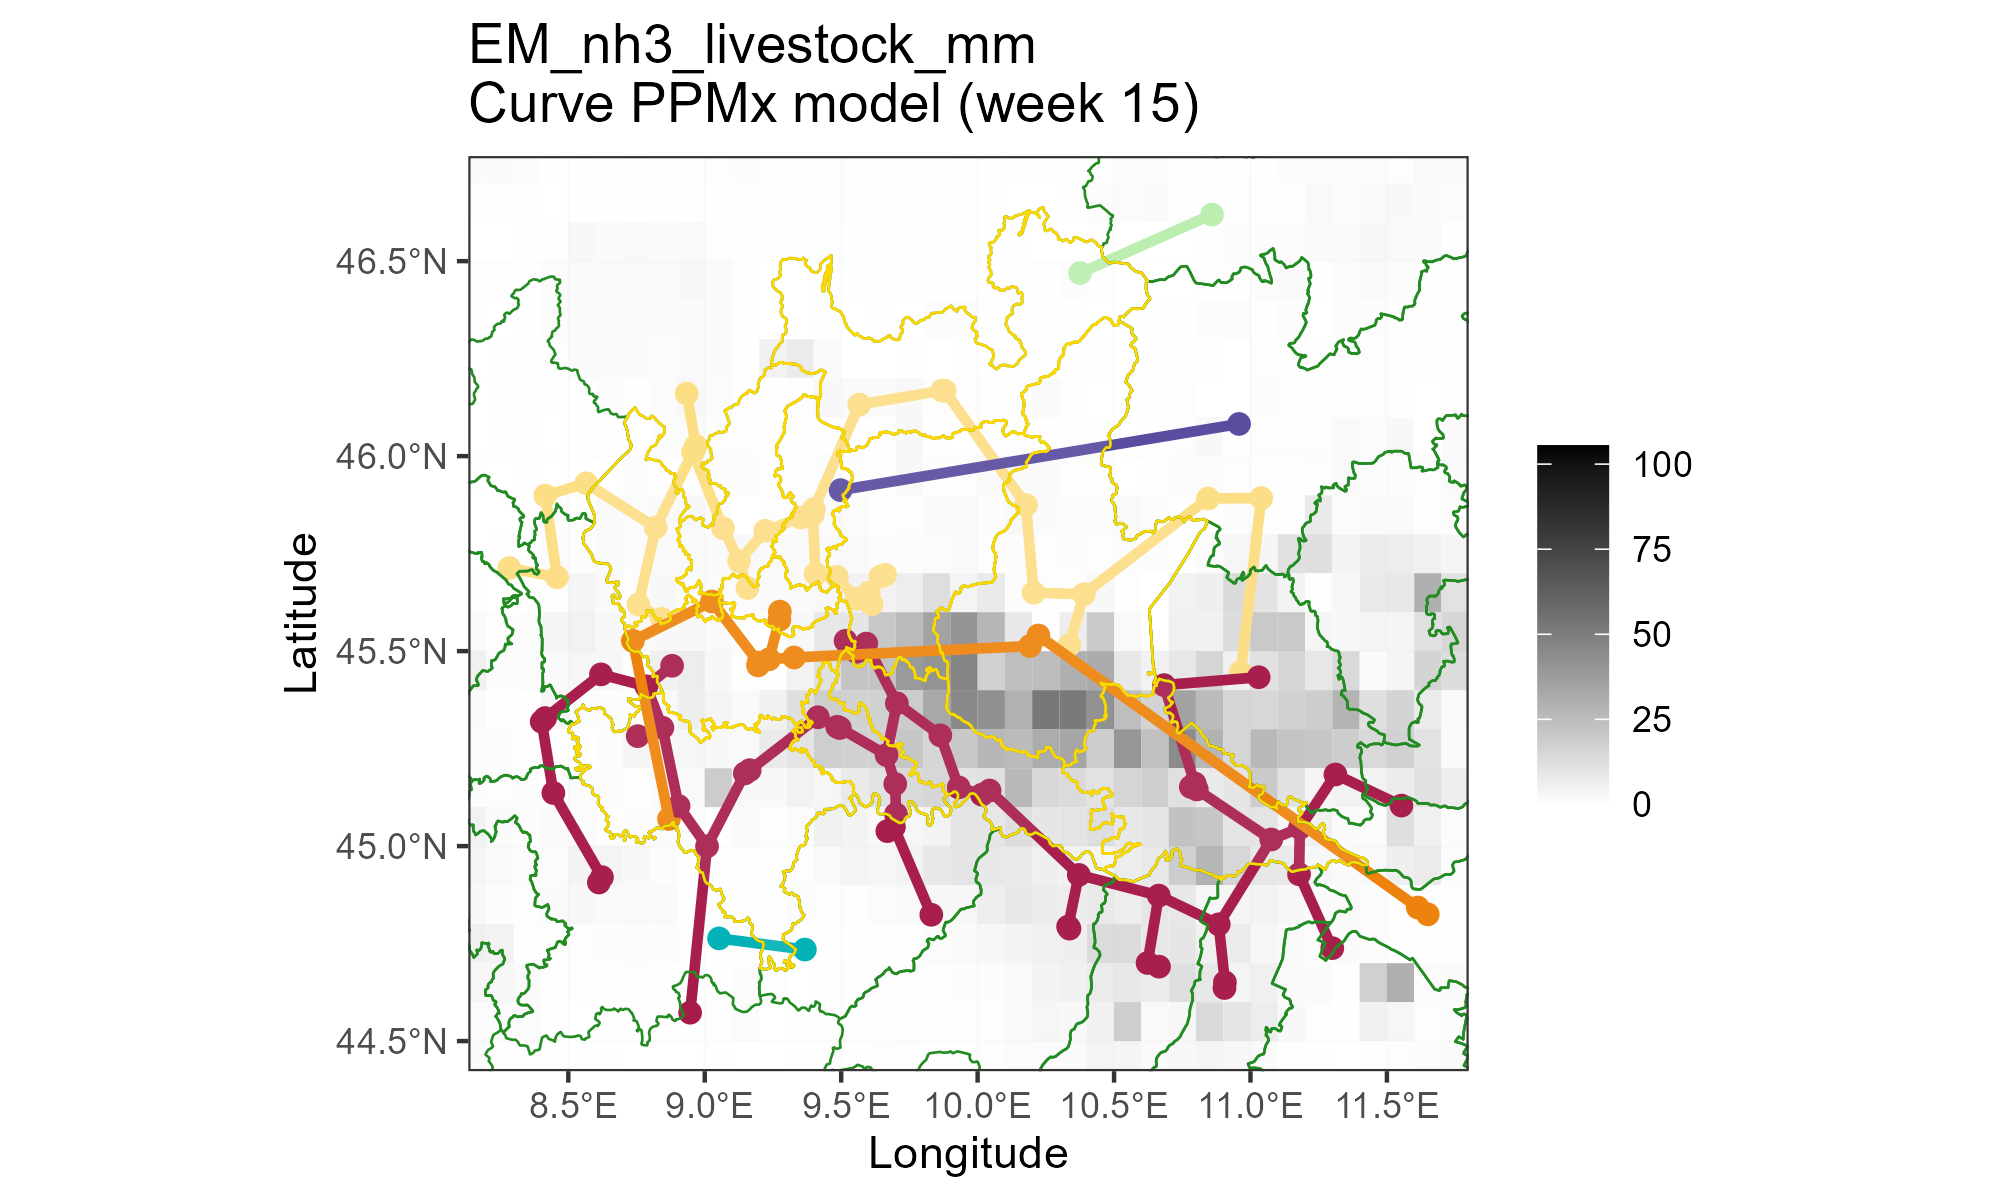 EM_nh3_livestock_mm
Curve PPMx model (week 15)
46.5°N
46.0°N
45.5°N
45.0°N
44.5°N
Latitude
8.5°E 9.0°E 9.5°E 10.0°E 10.5°E 11.0°E 11.5°E
Longitude
100
75
50
25
0